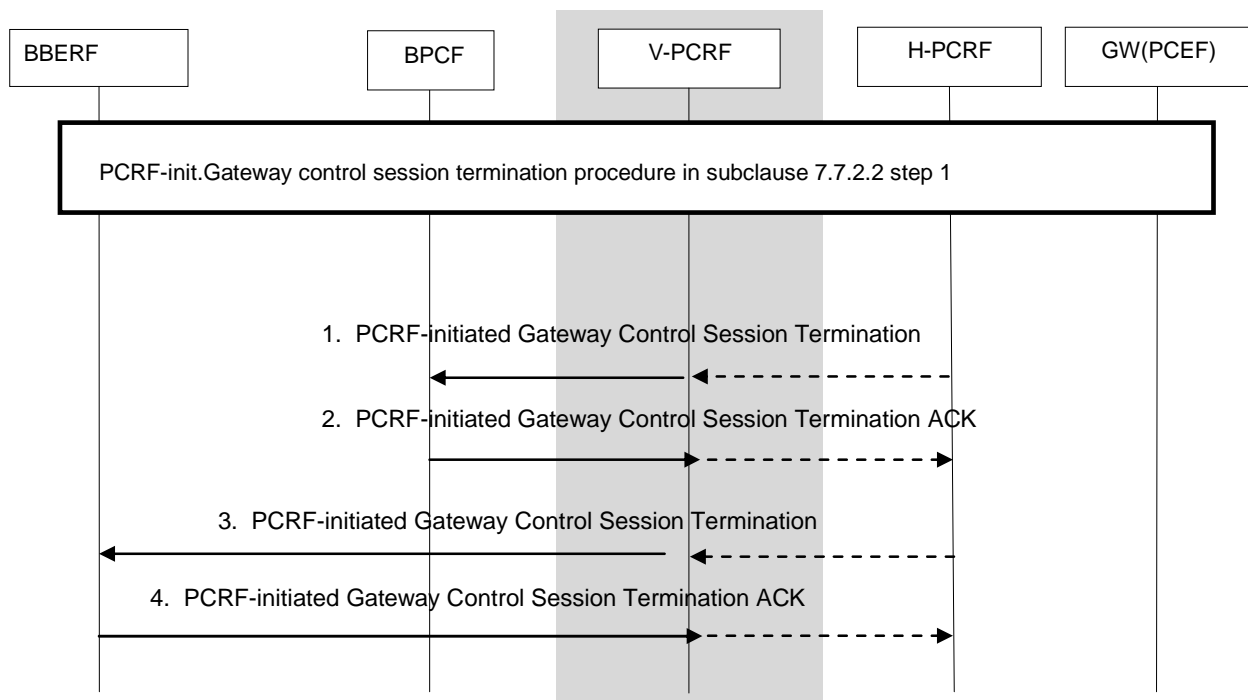 BBERF
BPCF
V-PCRF
H-PCRF
GW(PCEF)
PCRF-init.Gateway control session termination procedure in subclause 7.7.2.2 step 1
1. PCRF-initiated Gateway Control Session Termination
2. PCRF-initiated Gateway Control Session Termination ACK
3. PCRF-initiated Gateway Control Session Termination
4. PCRF-initiated Gateway Control Session Termination ACK